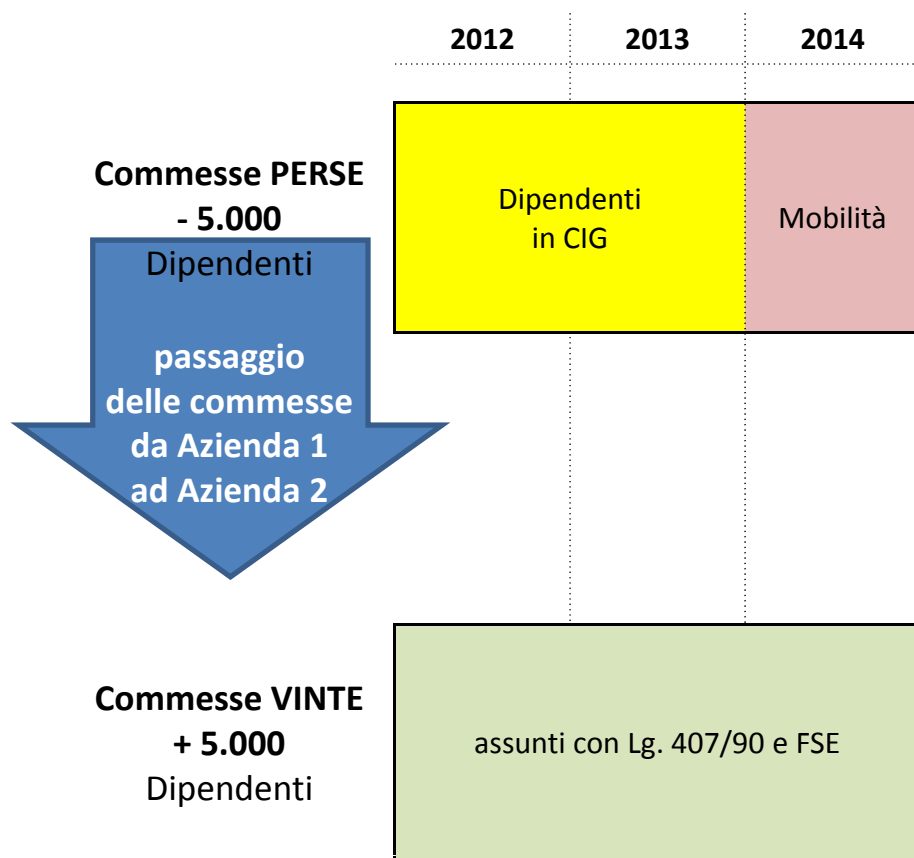 2012 2013 2014
Commesse PERSE
- 5.000
Dipendenti
Dipendenti
in CIG
Mobilità
passaggio
delle commesse
da Azienda 1
ad Azienda 2
Commesse VINTE
+ 5.000
Dipendenti
assunti con Lg. 407/90 e FSE